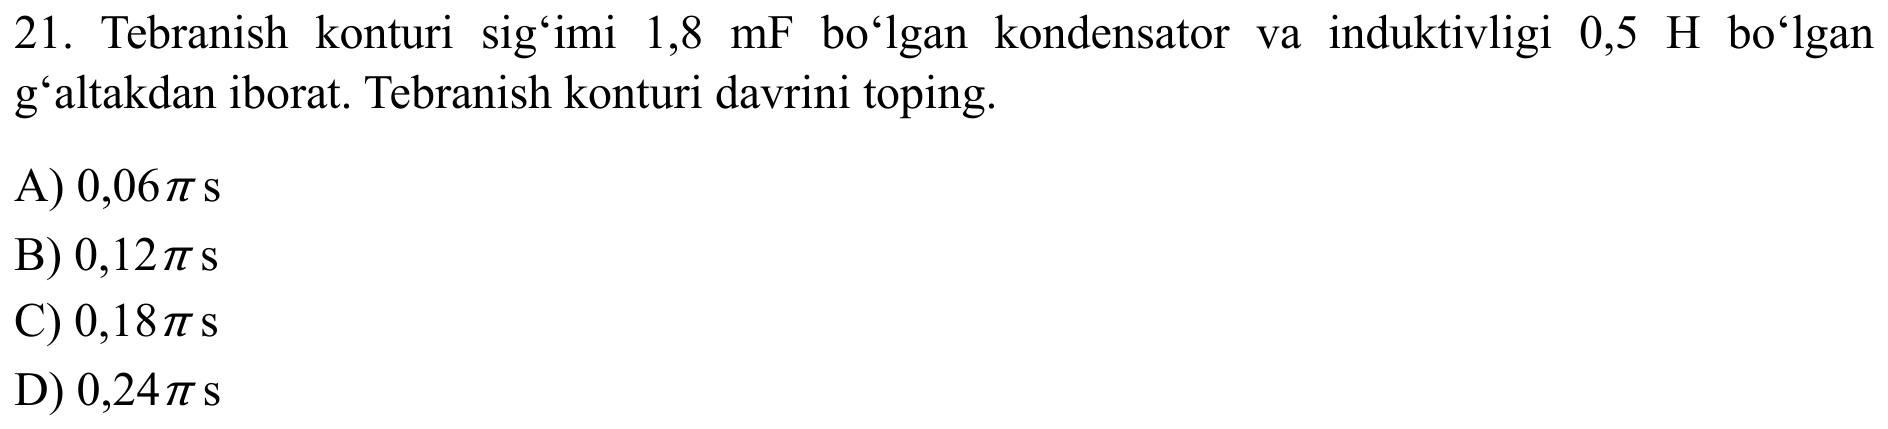 21. Tebranish konturi sig‘imi 1,8 mF bo‘lgan kondensator va induktivligi 0,5 H bo‘lgan
g‘altakdan iborat. Tebranish konturi davrini toping.
A) 0,06π s
B) 0,12π s
C) 0,18π s
D) 0,24π s